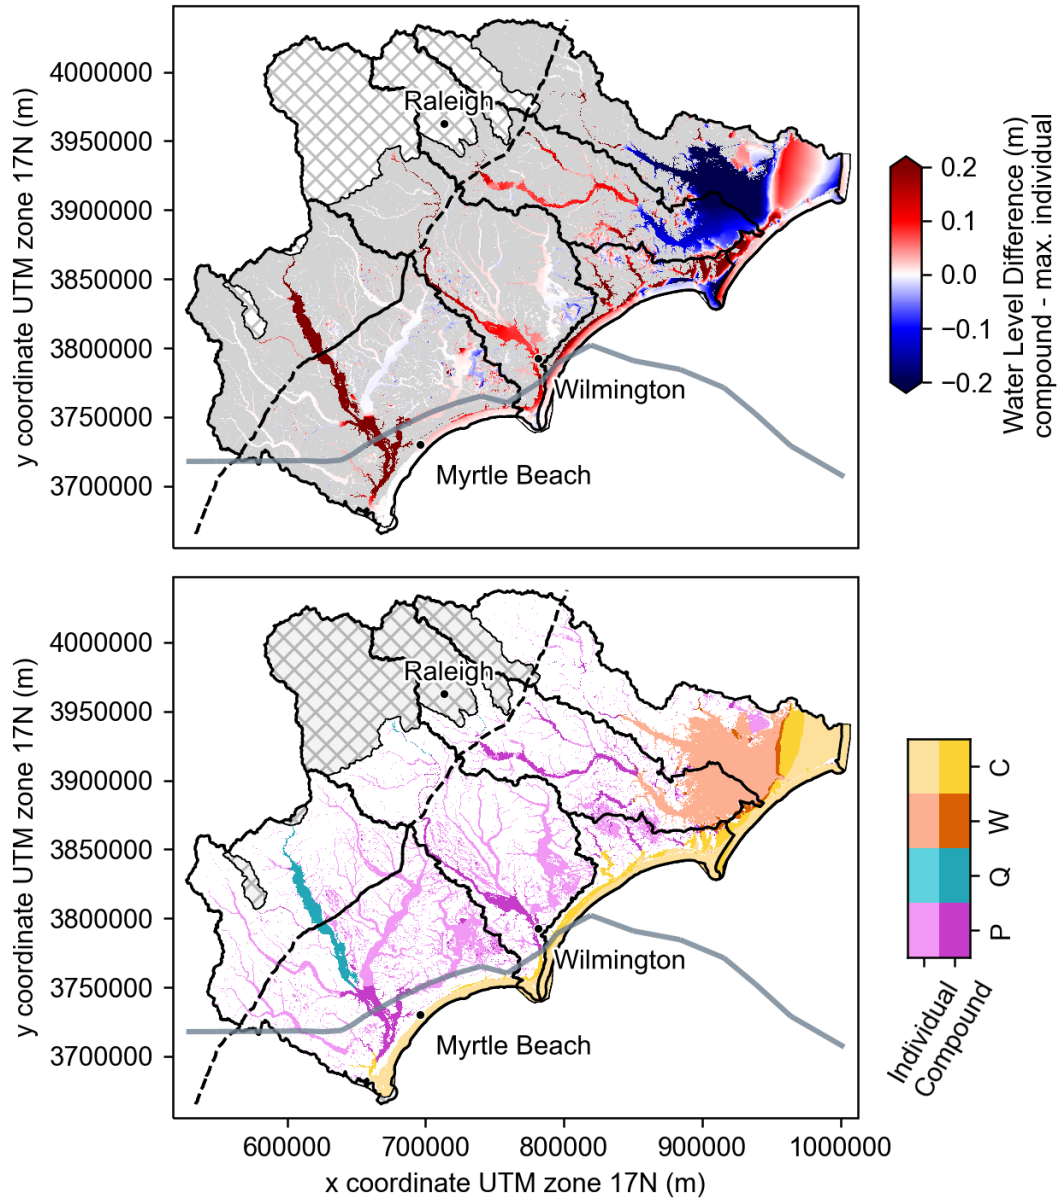 4000000
3950000
3900000
3850000
3800000
3750000
3700000
y coordinate UTM zone 17N (m)
Raleigh
Wilmington
Myrtle Beach
0.2
0.1
0.0
−0.1
−0.2
Water Level Difference (m)
compound - max. individual
4000000
3950000
3900000
3850000
3800000
3750000
3700000
y coordinate UTM zone 17N (m)
Raleigh
Wilmington
Myrtle Beach
600000 700000 800000 900000 1000000
x coordinate UTM zone 17N (m)
C
W
Q
P
Individual
Compound